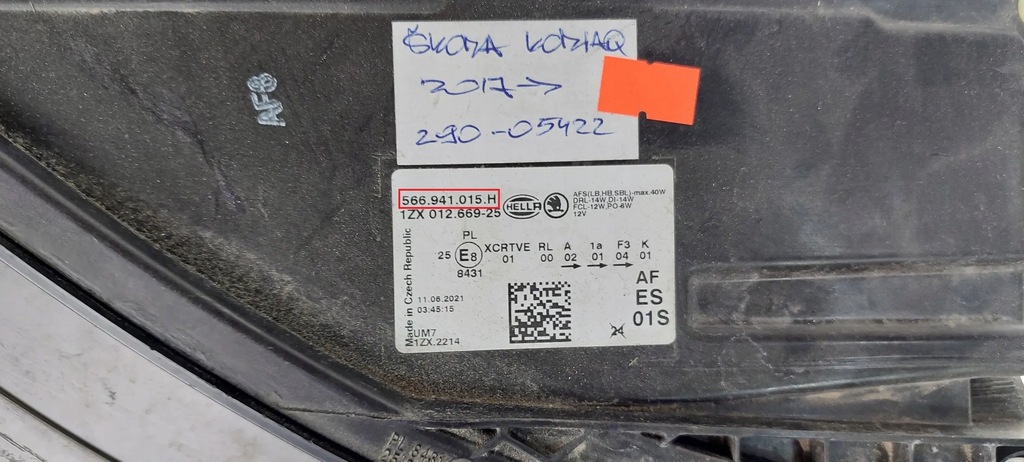 ŠKODA KODIAQ
2017 →
290-05422
AF8
566.941.015.H
1ZX 012.669-25
HELLA
AFS(LB,HB,SBL)-max.40W
DRL-14W, DI-14W
FCL-12W, PO-6W
12V
PL
25 E8 XCRTVE RL A 1a F3 K
8431 01 00 02 01 04 01
Made in Czech Republic
11.06.2021
03:45:15
UM7
1ZX.2214
AF
ES
01S